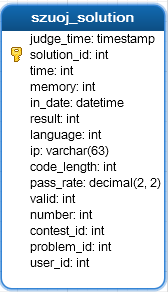 szuoj_solution
judge_time: timestamp
solution_id: int
time: int
memory: int
in_date: datetime
result: int
language: int
ip: varchar(63)
code_length: int
pass_rate: decimal(2, 2)
valid: int
number: int
contest_id: int
problem_id: int
user_id: int